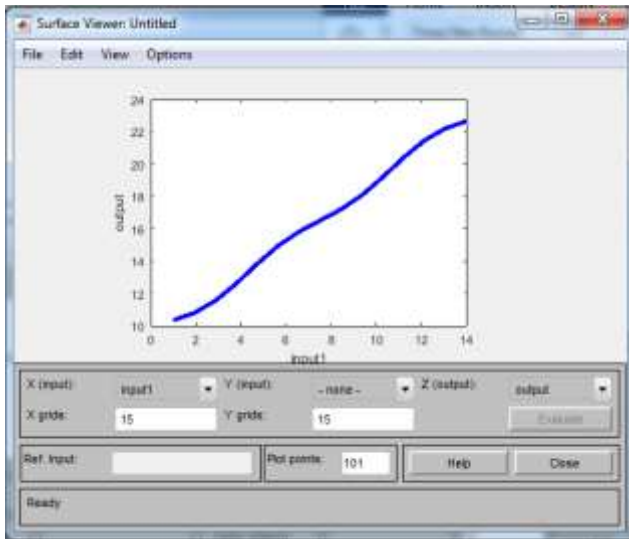 Surface Viewer: Untitled
File Edit View Options
24
22
20
18
16
14
12
10
output
0 2 4 6 8 10 12 14
input1
X (input): input1 Y (input): - none - Z (output): output
X grids: 15 Y grids: 15 Evaluate
Ref. Input: Plot points: 101 Help Close
Ready